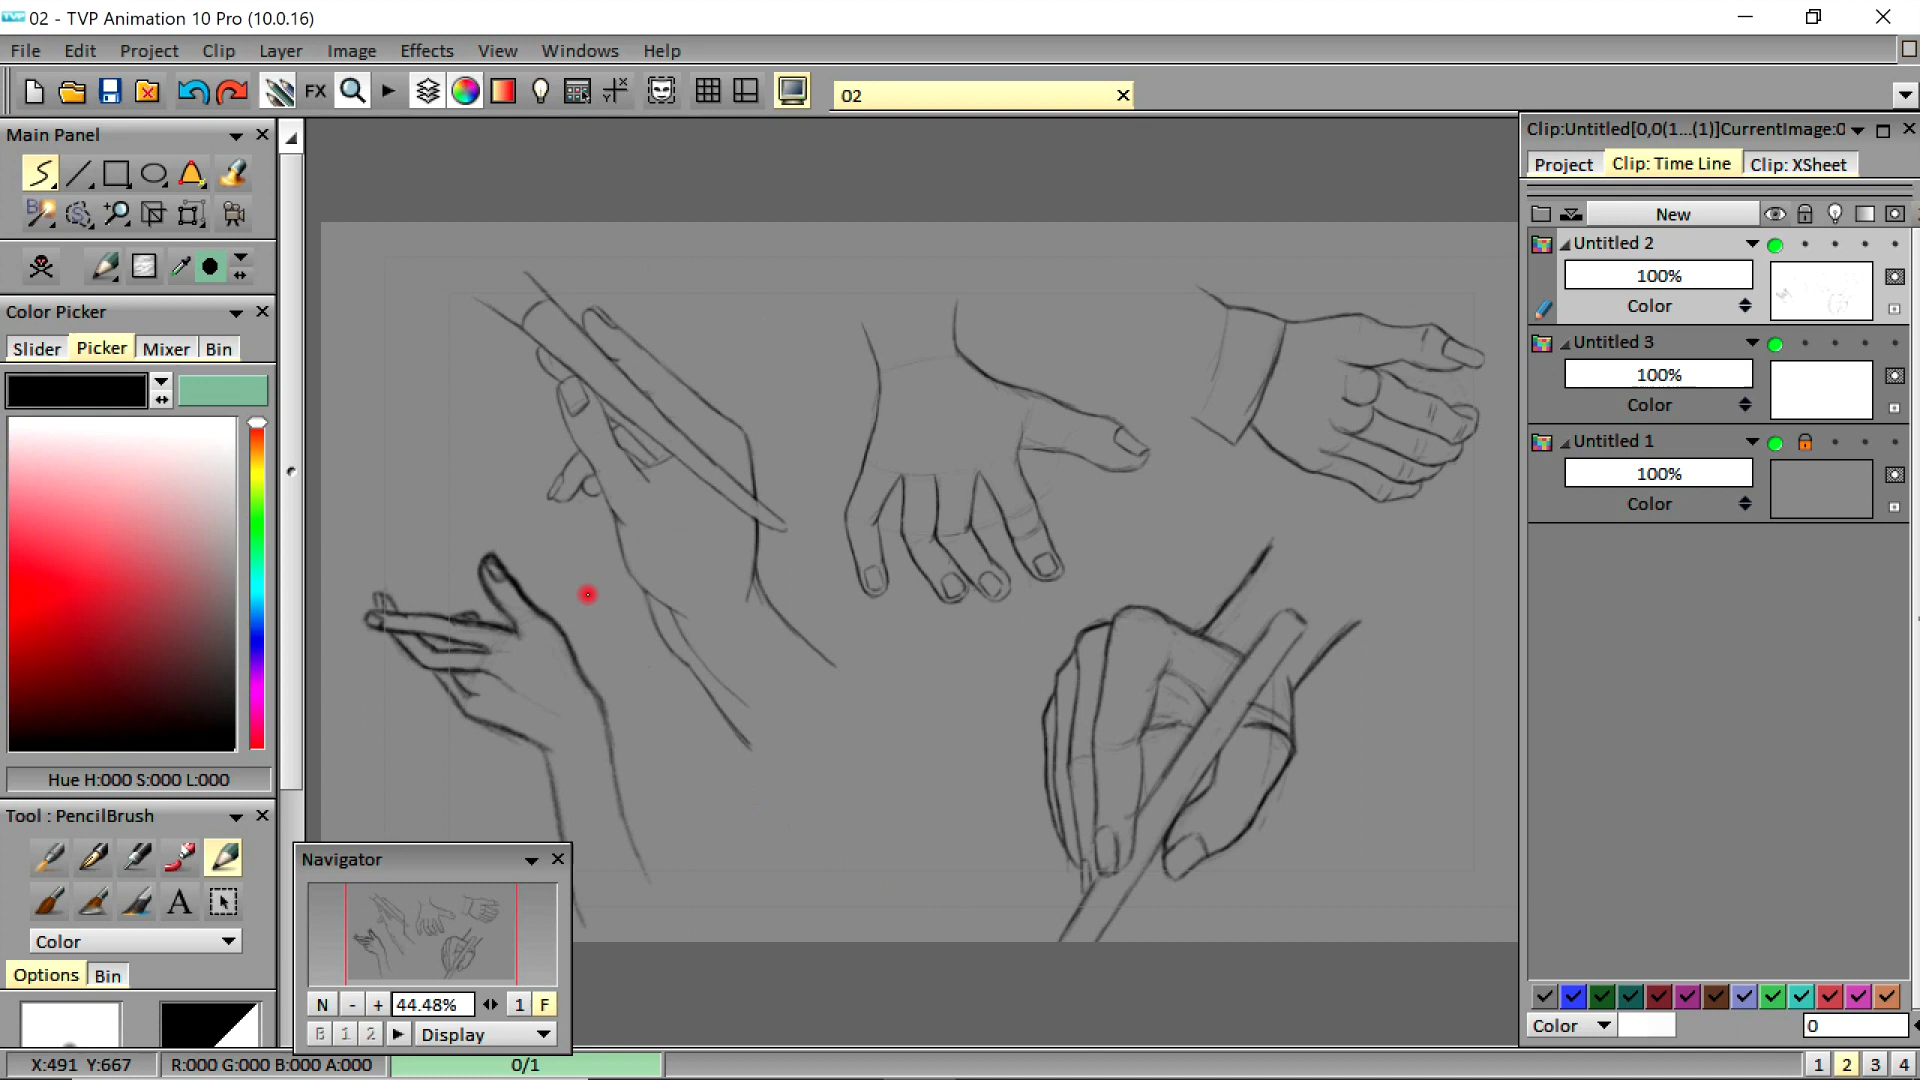 02 - TVP Animation 10 Pro (10.0.16)
File Edit Project Clip Layer Image Effects View Windows Help
FX
02
Main Panel
Color Picker
Slider Picker Mixer Bin
Hue H:000 S:000 L:000
Tool : PencilBrush
A
Color
Options Bin
Navigator
N - + 44.48% 1 F
B 1 2 Display
Clip:Untitled[0,0(1...(1)]CurrentImage:0
Project Clip: Time Line Clip: XSheet
New
Untitled 2
100%
Color
Untitled 3
100%
Color
Untitled 1
100%
Color
Color 0
X:491 Y:667 R:000 G:000 B:000 A:000 0/1 1 2 3 4